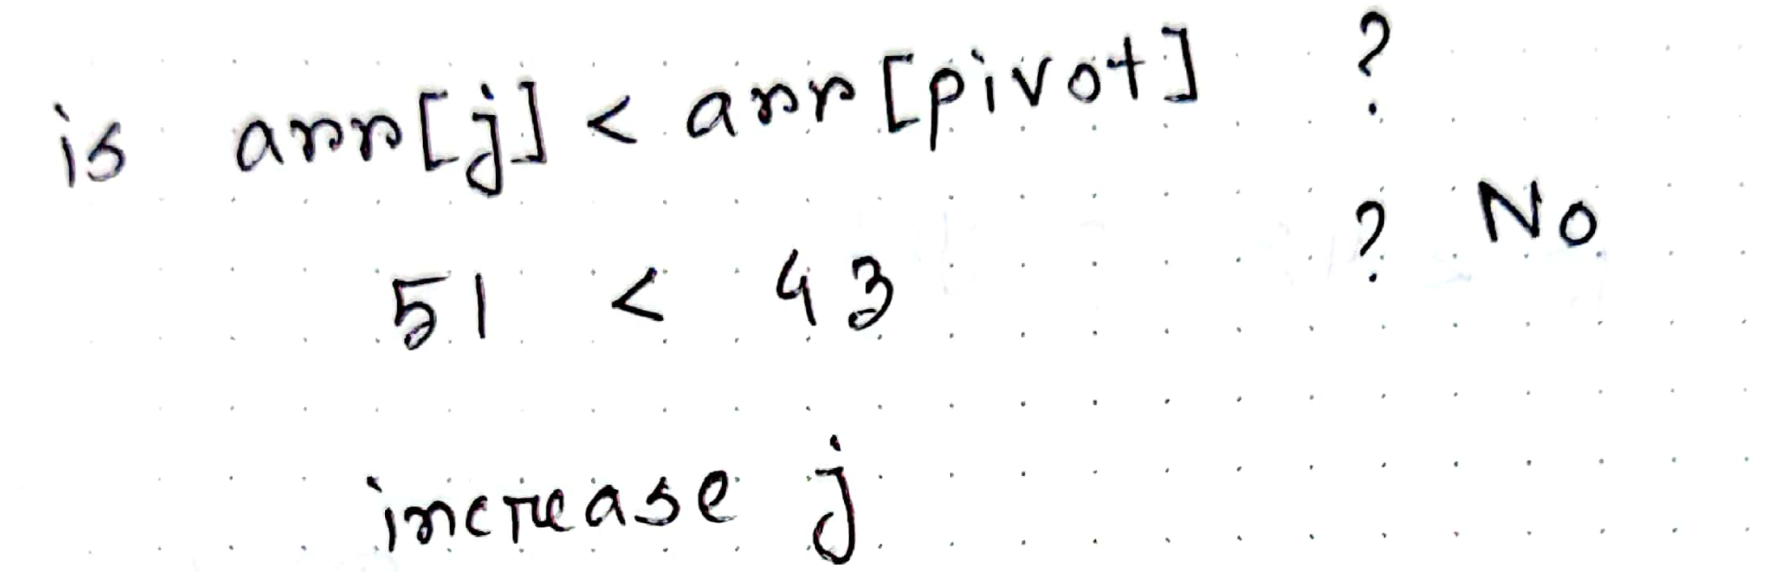 is arr[j] < arr[pivot] ?
51 < 43 ? No
increase j